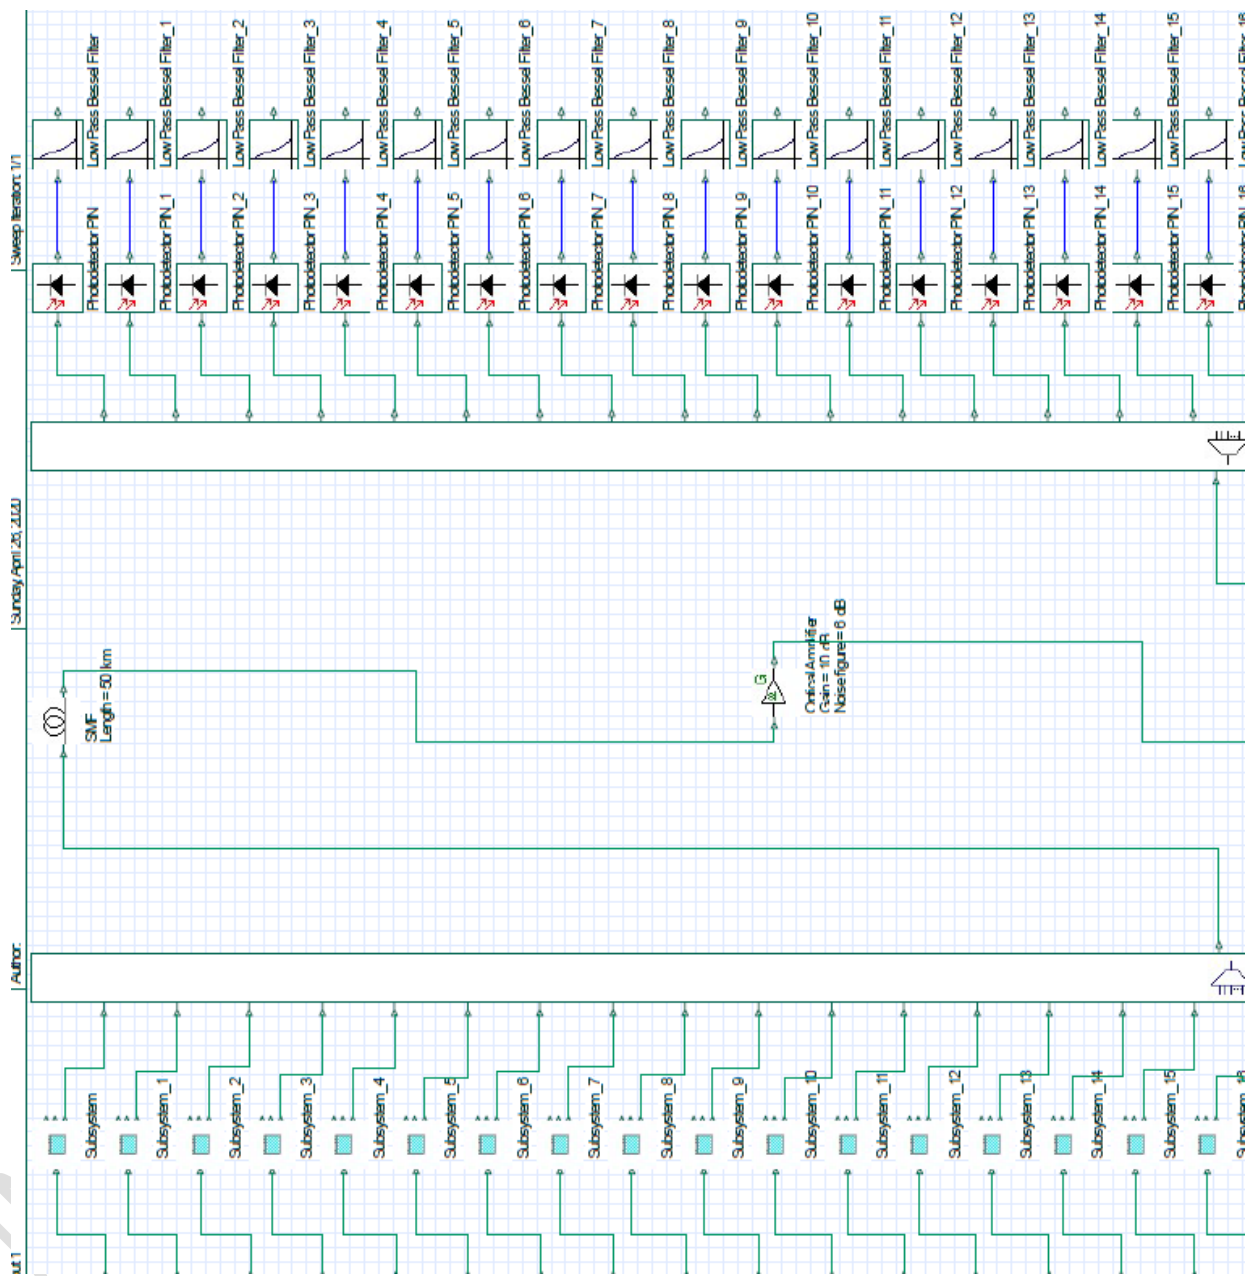 Sweep Iteration: 1/1
Sunday, April 26, 2020
Author:
Low Pass Bessel Filter
Low Pass Bessel Filter_1
Low Pass Bessel Filter_2
Low Pass Bessel Filter_3
Low Pass Bessel Filter_4
Low Pass Bessel Filter_5
Low Pass Bessel Filter_6
Low Pass Bessel Filter_7
Low Pass Bessel Filter_8
Low Pass Bessel Filter_9
Low Pass Bessel Filter_10
Low Pass Bessel Filter_11
Low Pass Bessel Filter_12
Low Pass Bessel Filter_13
Low Pass Bessel Filter_14
Low Pass Bessel Filter_15
Low Pass Bessel Filter_16
Photodetector PIN
Photodetector PIN_1
Photodetector PIN_2
Photodetector PIN_3
Photodetector PIN_4
Photodetector PIN_5
Photodetector PIN_6
Photodetector PIN_7
Photodetector PIN_8
Photodetector PIN_9
Photodetector PIN_10
Photodetector PIN_11
Photodetector PIN_12
Photodetector PIN_13
Photodetector PIN_14
Photodetector PIN_15
Photodetector PIN_16
SMF
Length = 50 km
Optical Amplifier
Gain = 10 dB
Noise figure = 6 dB
Subsystem
Subsystem_1
Subsystem_2
Subsystem_3
Subsystem_4
Subsystem_5
Subsystem_6
Subsystem_7
Subsystem_8
Subsystem_9
Subsystem_10
Subsystem_11
Subsystem_12
Subsystem_13
Subsystem_14
Subsystem_15
Subsystem_16